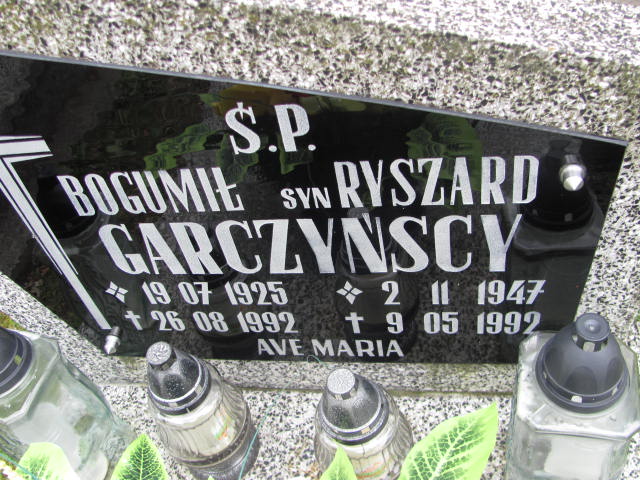 Ś.P.
BOGUMIŁ SYN RYSZARD
GARCZYŃSCY
19 07 1925 2 11 1947
26 08 1992 9 05 1992
AVE MARIA